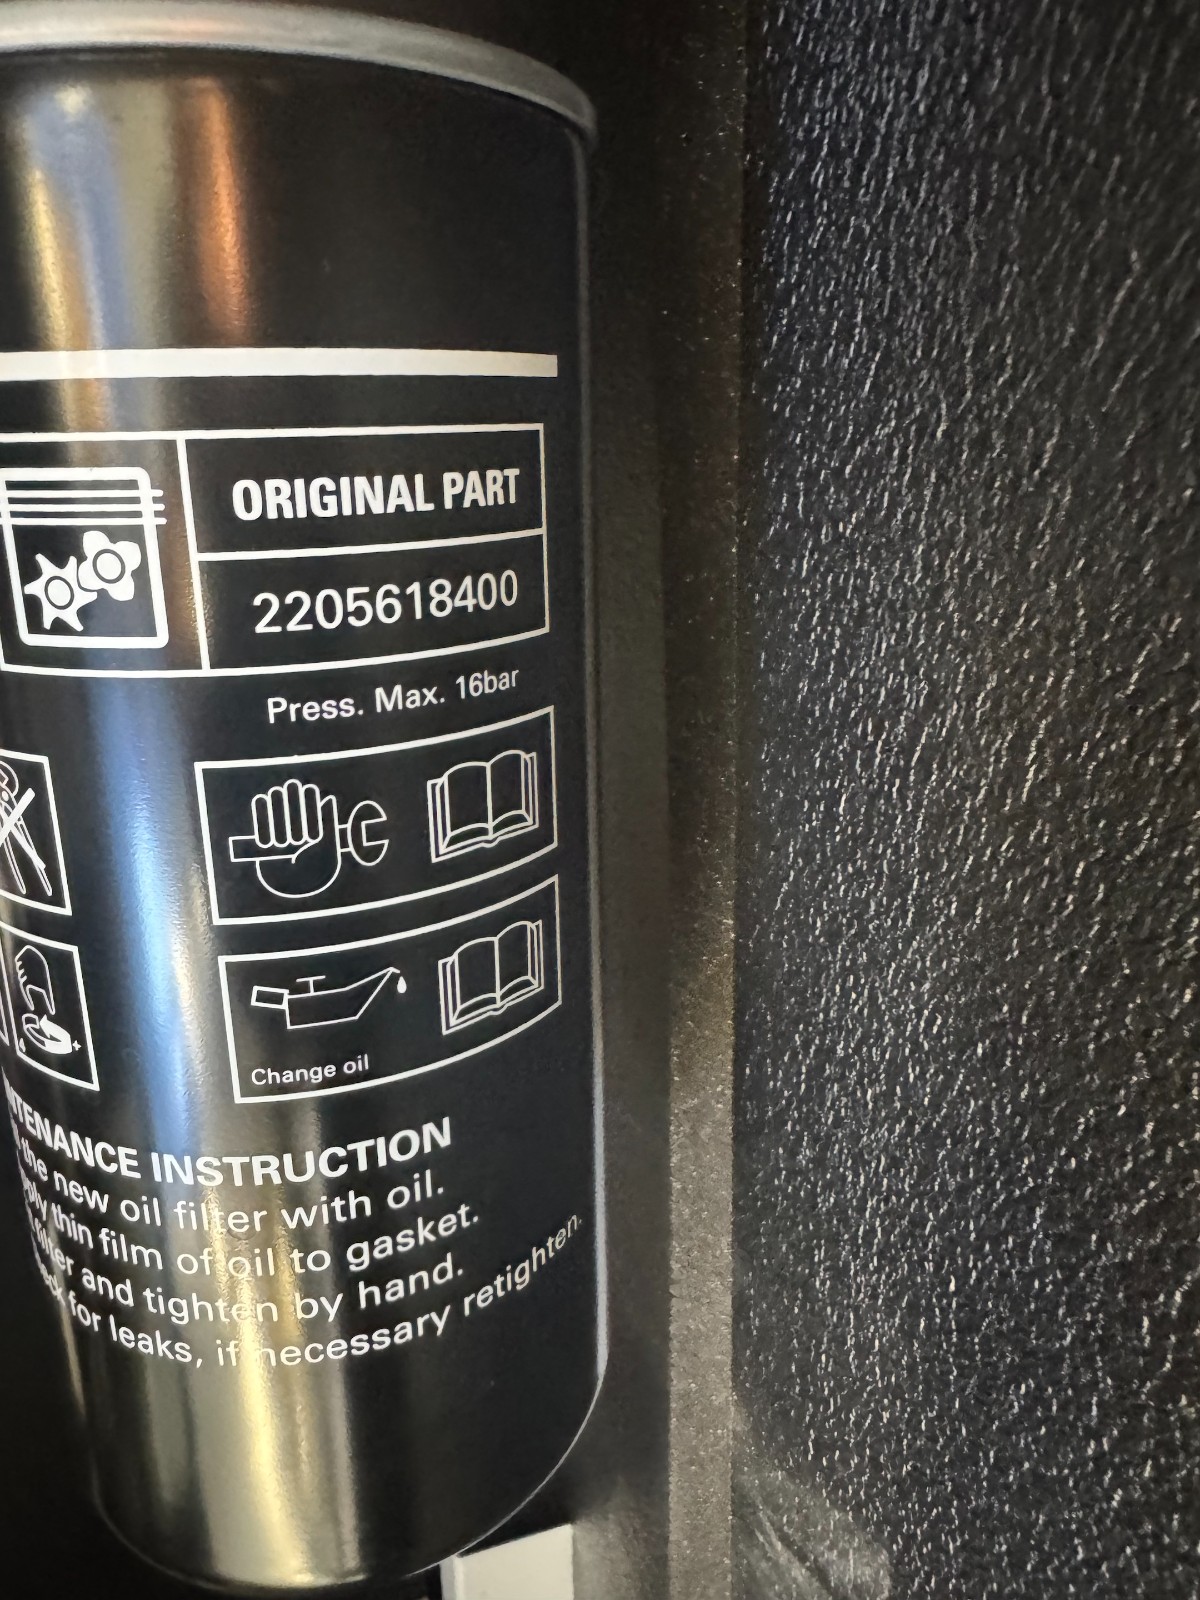 ORIGINAL PART
2205618400
Press. Max. 16bar
Change oil
INSTRUCTION
the new oil filter with oil.
thin film of oil to gasket.
and tighten by hand.
for leaks, if necessary retighten.